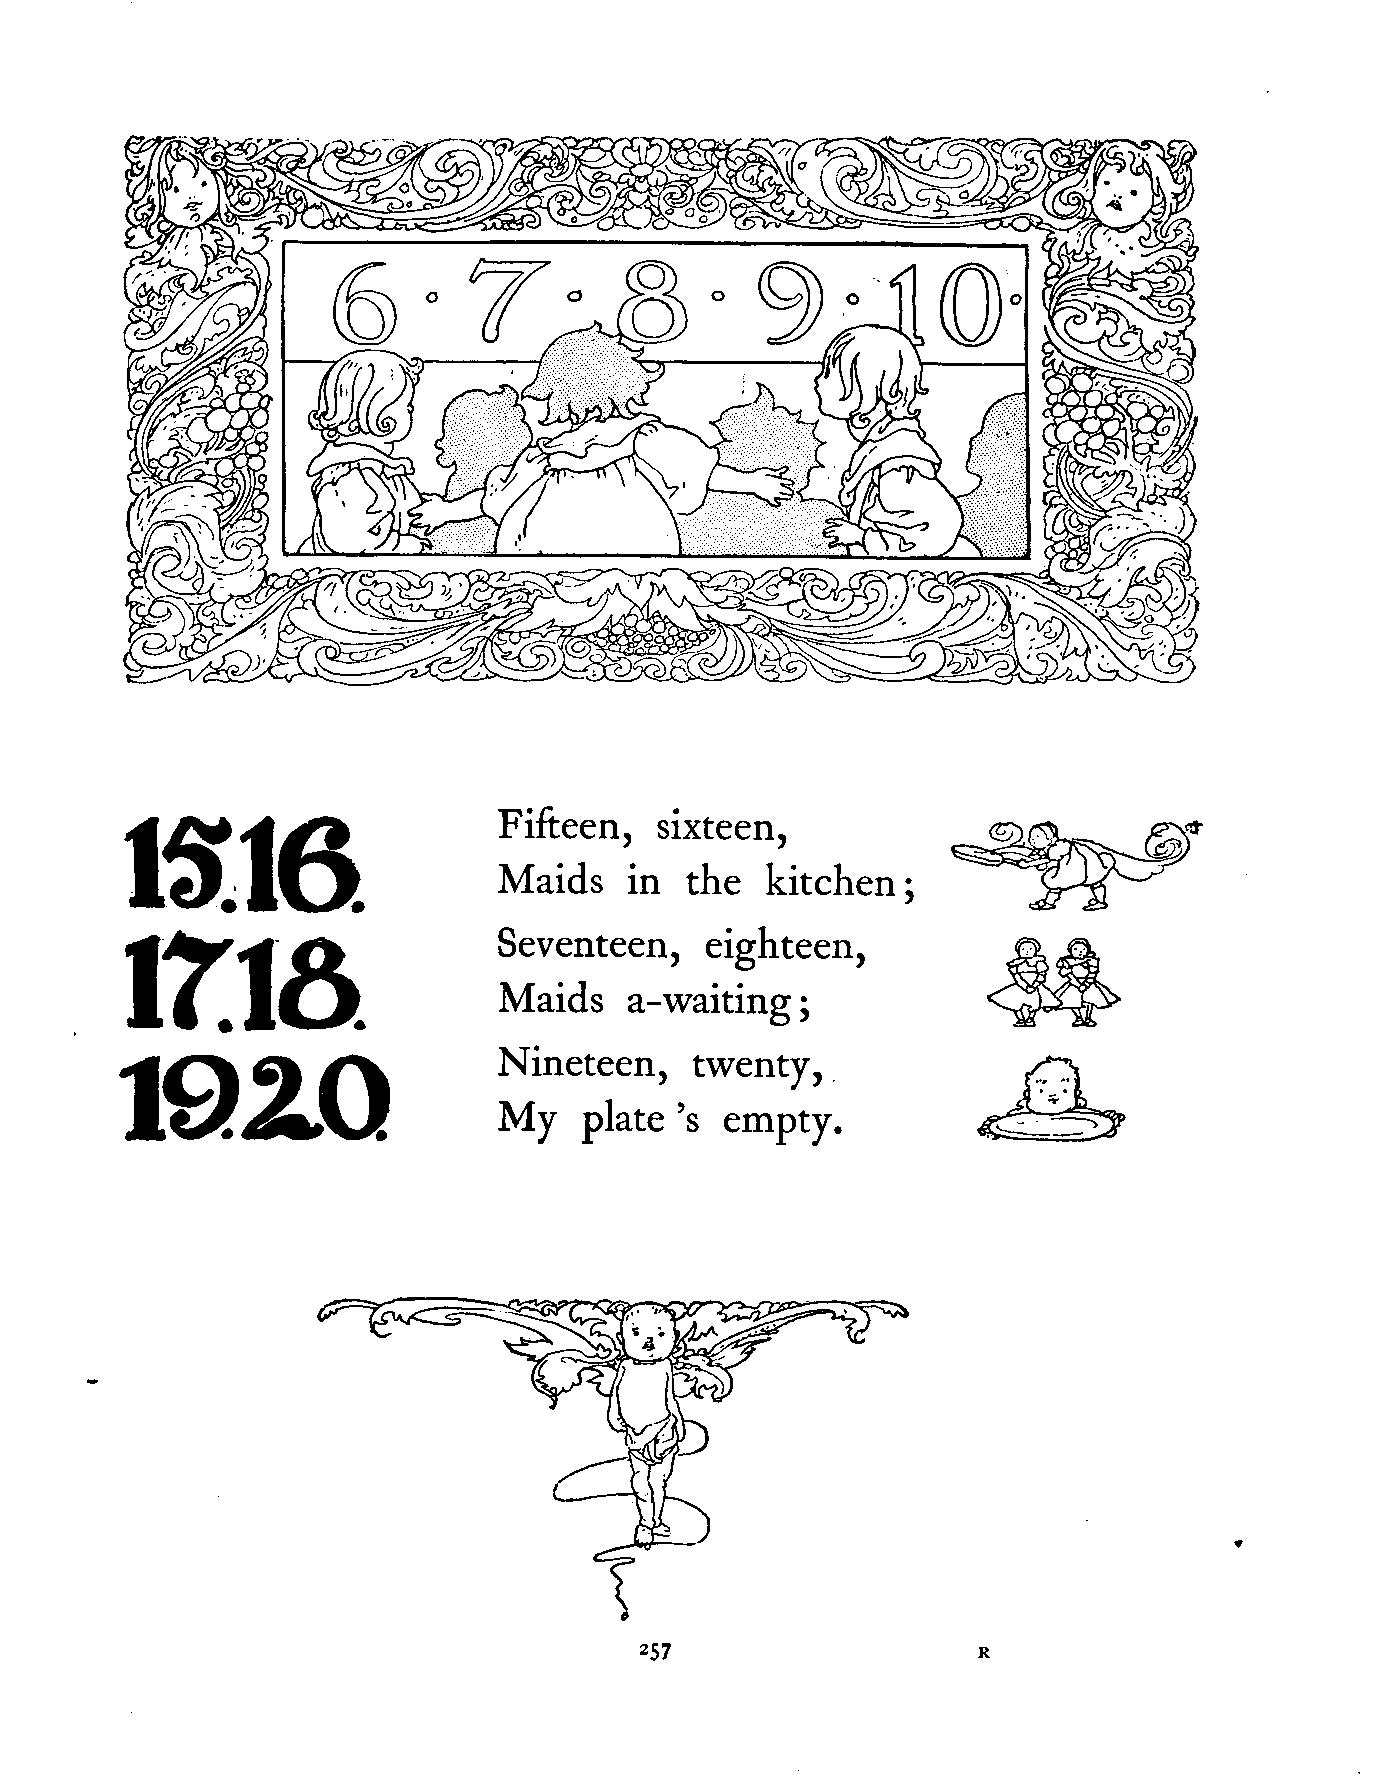 6 · 7 · 8 · 9 · 10 ·
15.16.
Fifteen, sixteen,
Maids in the kitchen;
17.18.
Seventeen, eighteen,
Maids a-waiting;
19.20.
Nineteen, twenty,
My plate 's empty.
257 R